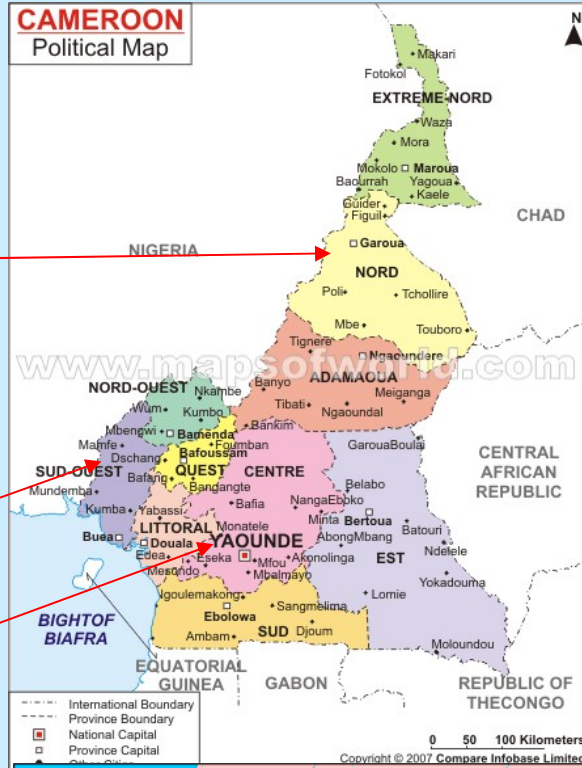 CAMEROON
Political Map
N
Makari
Fotokol
EXTREME-NORD
Waza
Mora
Mokolo
Maroua
Baourrah
Yagoua
Kaele
Guider
Figuil
CHAD
NIGERIA
Garoua
NORD
Poli
Tchollire
Mbe
Touboro
Tignere
www.mapsofworld.com
Ngaoundere
ADAMAOUA
NORD-OUEST
Nkambe
Banyo
Meiganga
Wum
Kumbo
Tibati
Ngaoundal
Mbengwi
Bamenda
Bankim
Mamfe
Foumban
GarouaBoulai
Dschang
Bafoussam
SUD-OUEST
QUEST
CENTRE
CENTRAL
AFRICAN
REPUBLIC
Bafang
Bangangte
Belabo
Mundemba
NangaEboko
Kumba
Yabassi
Bafia
Minta
Bertoua
LITTORAL
Monatele
Batouri
Buea
Douala
YAOUNDE
AbongMbang
Ndelele
Edea
Eseka
Mfou
Akonolinga
EST
Mesondo
Mbalmayo
Yokadouma
Ngoulemakong
Sangmelima
Lomie
BIGHTOF
BIAFRA
Ebolowa
Ambam
SUD
Djoum
Moloundou
EQUATORIAL
GUINEA
GABON
REPUBLIC OF
THECONGO
International Boundary
Province Boundary
National Capital
Province Capital
Other Cities
0 50 100 Kilometers
Copyright © 2007 Compare Infobase Limited